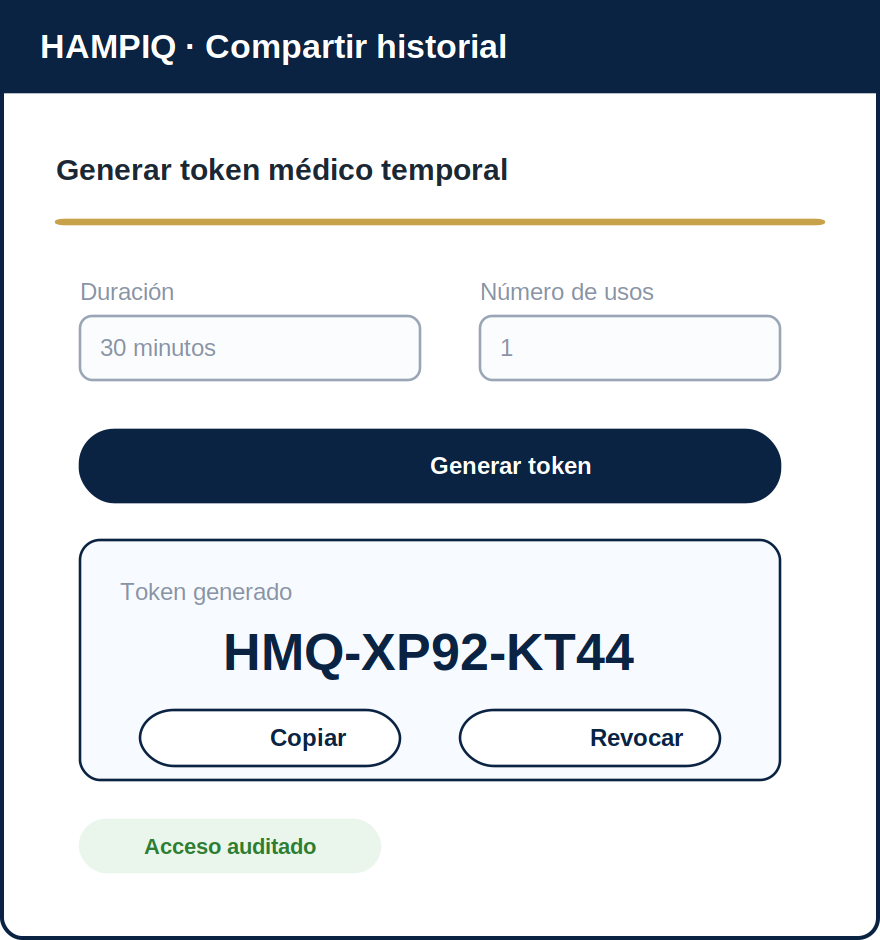 HAMPIQ · Compartir historial
Generar token médico temporal
Duración
Número de usos
30 minutos
1
Generar token
Token generado
HMQ-XP92-KT44
Copiar
Revocar
Acceso auditado